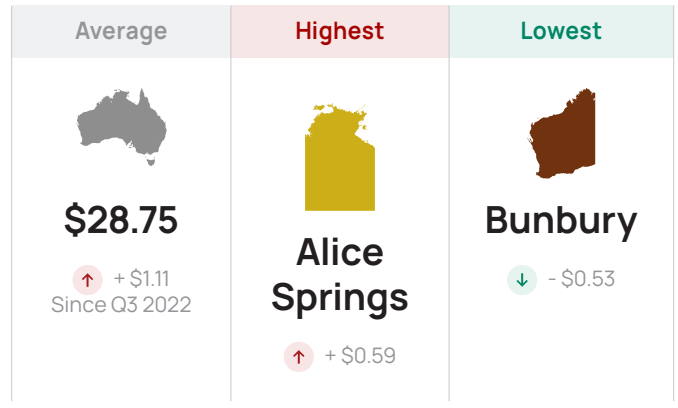 Average
Highest
Lowest
$28.75
+ $1.11
Since Q3 2022
Alice
Springs
+ $0.59
Bunbury
- $0.53